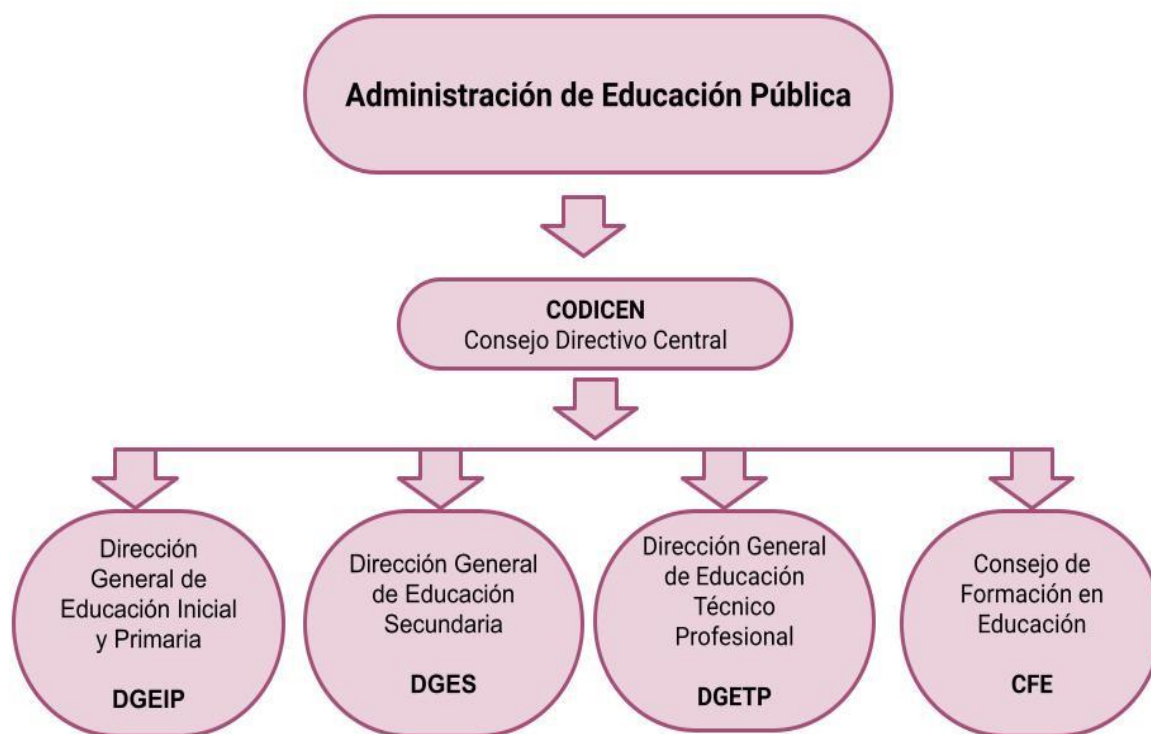 Administración de Educación Pública
CODICEN
Consejo Directivo Central
Dirección
General de
Educación Inicial
y Primaria
DGEIP
Dirección General
de Educación
Secundaria
DGES
Dirección General
de Educación
Técnico
Profesional
DGETP
Consejo de
Formación en
Educación
CFE